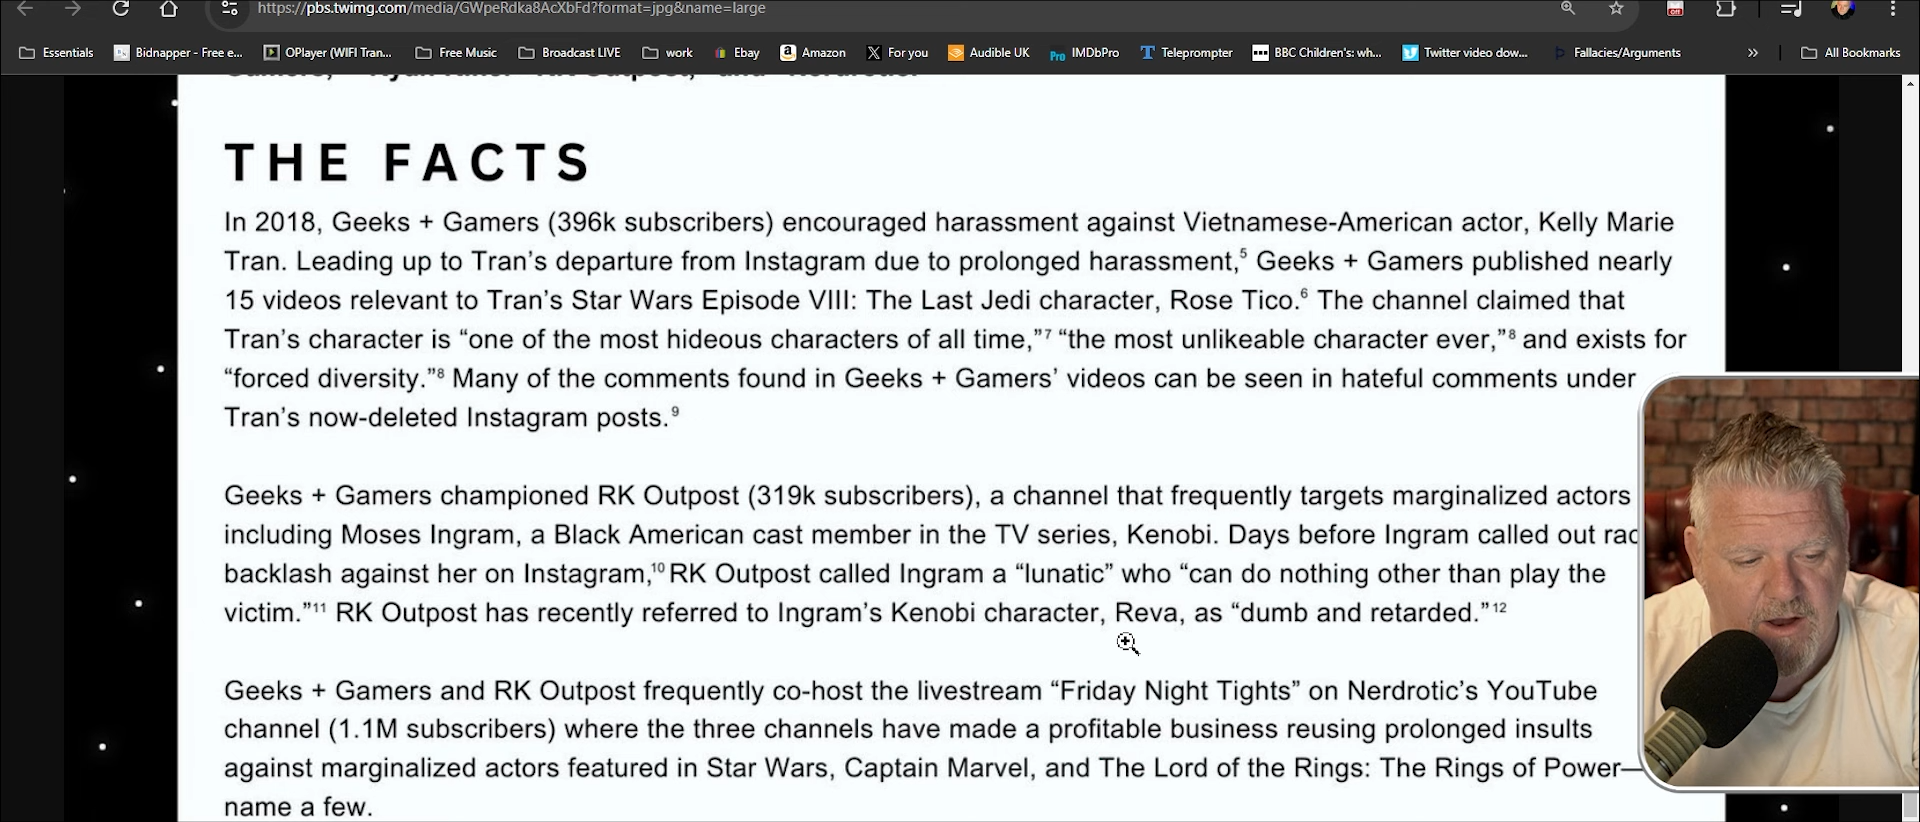 https://pbs.twimg.com/media/GWpeRdka8AcXbFd?format=jpg&name=large
Essentials Bidnapper - Free e... OPlayer (WIFI Tran... Free Music Broadcast LIVE work Ebay Amazon For you Audible UK IMDbPro Teleprompter BBC Children's: wh... Twitter video dow... Fallacies/Arguments » All Bookmarks
THE FACTS
In 2018, Geeks + Gamers (396k subscribers) encouraged harassment against Vietnamese-American actor, Kelly Marie
Tran. Leading up to Tran’s departure from Instagram due to prolonged harassment,⁵ Geeks + Gamers published nearly
15 videos relevant to Tran’s Star Wars Episode VIII: The Last Jedi character, Rose Tico.⁶ The channel claimed that
Tran’s character is “one of the most hideous characters of all time,”⁷ “the most unlikeable character ever,”⁸ and exists for
“forced diversity.”⁸ Many of the comments found in Geeks + Gamers’ videos can be seen in hateful comments under
Tran’s now-deleted Instagram posts.⁹
Geeks + Gamers championed RK Outpost (319k subscribers), a channel that frequently targets marginalized actors
including Moses Ingram, a Black American cast member in the TV series, Kenobi. Days before Ingram called out rac
backlash against her on Instagram,¹⁰ RK Outpost called Ingram a “lunatic” who “can do nothing other than play the
victim.”¹¹ RK Outpost has recently referred to Ingram’s Kenobi character, Reva, as “dumb and retarded.”¹²
Geeks + Gamers and RK Outpost frequently co-host the livestream “Friday Night Tights” on Nerdrotic’s YouTube
channel (1.1M subscribers) where the three channels have made a profitable business reusing prolonged insults
against marginalized actors featured in Star Wars, Captain Marvel, and The Lord of the Rings: The Rings of Power—
name a few.